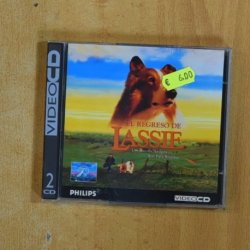 VIDEO CD
2
CD
€ 6.00
EL REGRESO DE
LASSIE
PHILIPS
VIDEO CD